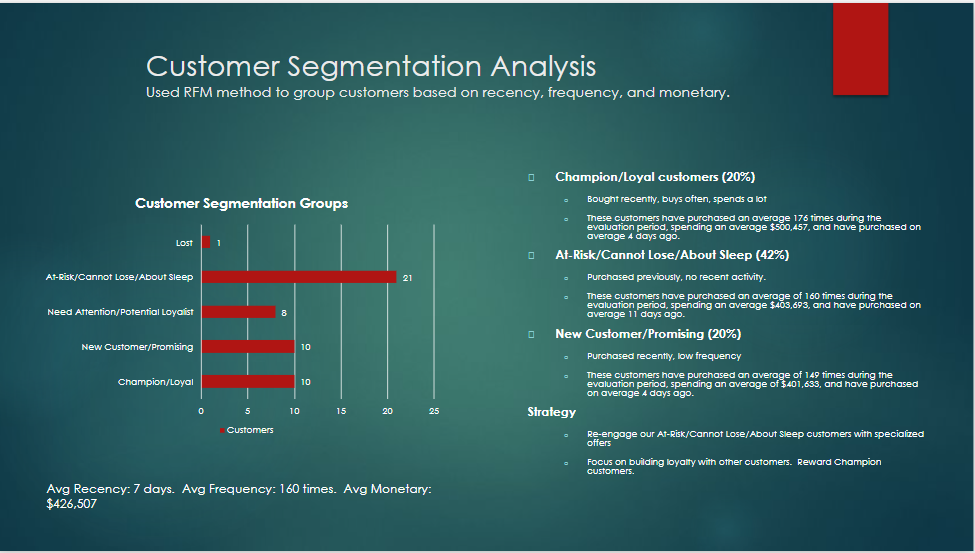 Customer Segmentation Analysis
Used RFM method to group customers based on recency, frequency, and monetary.
Customer Segmentation Groups
Lost 1
At-Risk/Cannot Lose/About Sleep 21
Need Attention/Potential Loyalist 8
New Customer/Promising 10
Champion/Loyal 10
0 5 10 15 20 25
Customers
Avg Recency: 7 days. Avg Frequency: 160 times. Avg Monetary:
$426,507
Champion/Loyal customers (20%)
Bought recently, buys often, spends a lot
These customers have purchased an average 176 times during the
evaluation period, spending an average $500,457, and have purchased on
average 4 days ago.
At-Risk/Cannot Lose/About Sleep (42%)
Purchased previously, no recent activity.
These customers have purchased an average of 160 times during the
evaluation period, spending an average $403,693, and have purchased on
average 11 days ago.
New Customer/Promising (20%)
Purchased recently, low frequency
These customers have purchased an average of 149 times during the
evaluation period, spending an average of $401,633, and have purchased
on average 4 days ago.
Strategy
Re-engage our At-Risk/Cannot Lose/About Sleep customers with specialized
offers
Focus on building loyalty with other customers. Reward Champion
customers.